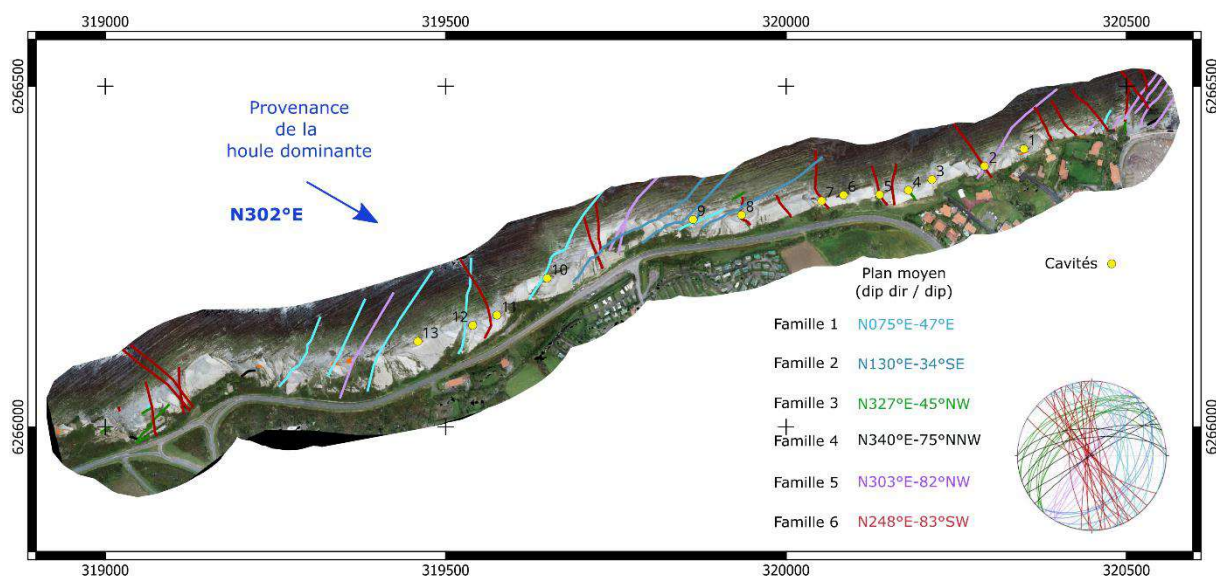 319000 319500 320000 320500
6266500 6266500
Provenance
de la
houle dominante
N302°E
1
2
3
4
5
6
7
8
9
10
11
12
13
Cavités
Plan moyen
(dip dir / dip)
Famille 1 N075°E-47°E
Famille 2 N130°E-34°SE
Famille 3 N327°E-45°NW
Famille 4 N340°E-75°NNW
Famille 5 N303°E-82°NW
Famille 6 N248°E-83°SW
6266000 6266000
319000 319500 320000 320500